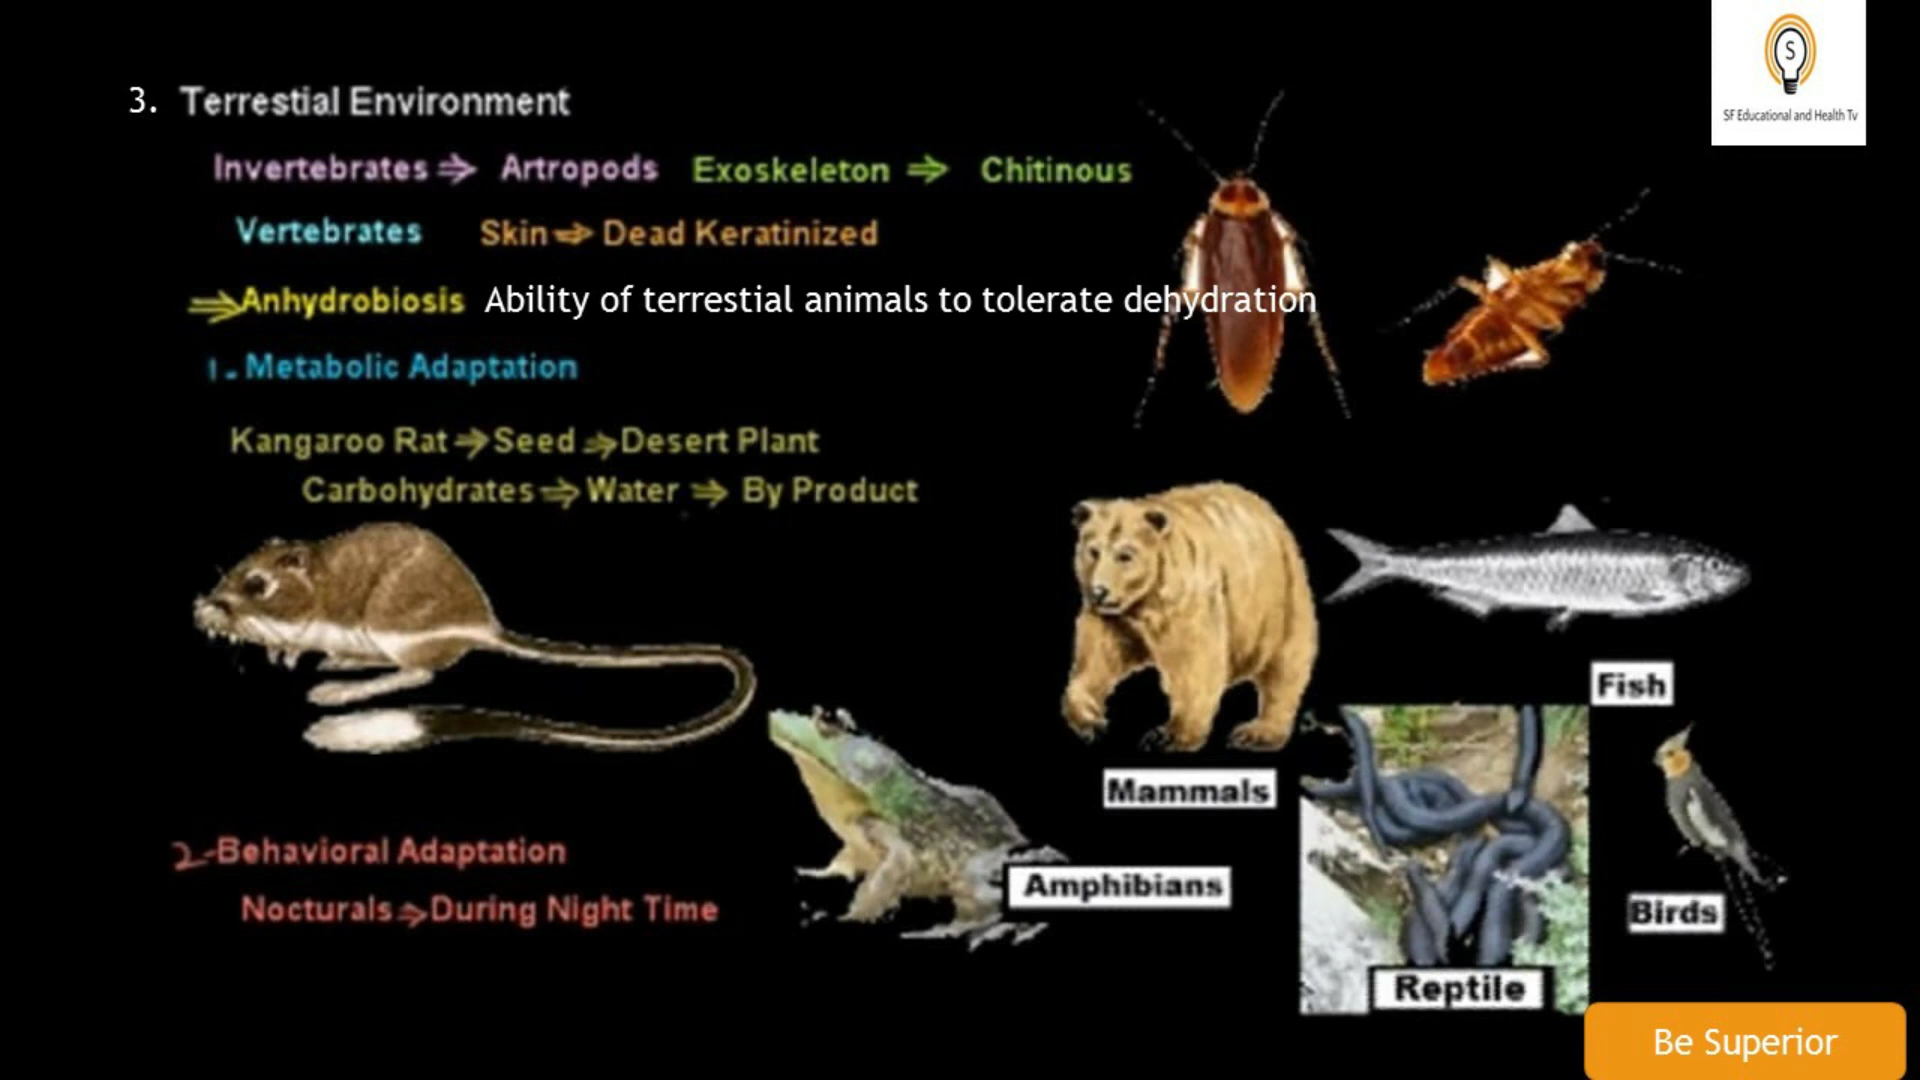 3. Terrestial Environment
Invertebrates ⇒ Artropods Exoskeleton ⇒ Chitinous
Vertebrates Skin ⇒ Dead Keratinized
⇒ Anhydrobiosis Ability of terrestial animals to tolerate dehydration
1. Metabolic Adaptation
Kangaroo Rat ⇒ Seed ⇒ Desert Plant
Carbohydrates ⇒ Water ⇒ By Product
2-Behavioral Adaptation
Nocturals ⇒ During Night Time
Mammals
Fish
Amphibians
Reptile
Birds
S
SF Educational and Health Tv
Be Superior